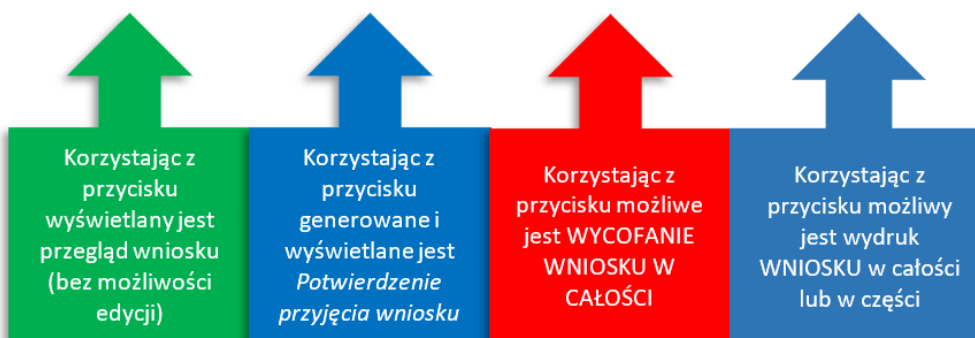 Korzystając z
przycisku
wyświetlany jest
przegląd wniosku
(bez możliwości
edycji)
Korzystając z
przycisku
generowane i
wyświetlane jest
Potwierdzenie
przyjęcia wniosku
Korzystając z
przycisku możliwe
jest WYCOFANIE
WNIOSKU W
CAŁOŚCI
Korzystając z
przycisku możliwy
jest wydruk
WNIOSKU w całości
lub w części